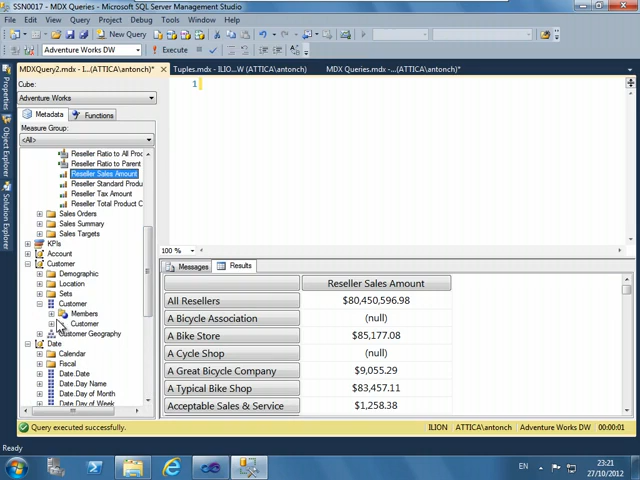 SSN0017 - MDX Queries - Microsoft SQL Server Management Studio
File Edit View Query Project Debug Tools Window Help
New Query
Adventure Works DW Execute
MDXQuery2.mdx - I...(ATTICA\antonch)* Tuples.mdx - ILIO...W (ATTICA\antonch) MDX Queries.mdx -...(ATTICA\antonch)*
Properties
Object Explorer
Solution Explorer
Cube:
Adventure Works
Metadata Functions
Measure Group:
<All>
Reseller Ratio to All Proc
Reseller Ratio to Parent
Reseller Sales Amount
Reseller Standard Produ
Reseller Tax Amount
Reseller Total Product C
Sales Orders
Sales Summary
Sales Targets
KPIs
Account
Customer
Demographic
Location
Sets
Customer
Members
Customer
Customer Geography
Date
Calendar
Fiscal
Date.Date
Date.Day Name
Date.Day of Month
Date.Day of Week
1
100 %
Messages Results
Reseller Sales Amount
All Resellers $80,450,596.98
A Bicycle Association (null)
A Bike Store $85,177.08
A Cycle Shop (null)
A Great Bicycle Company $9,055.29
A Typical Bike Shop $83,457.11
Acceptable Sales & Service $1,258.38
Query executed successfully. ILION ATTICA\antonch Adventure Works DW 00:00:01
Ready
EN 23:21
27/10/2012